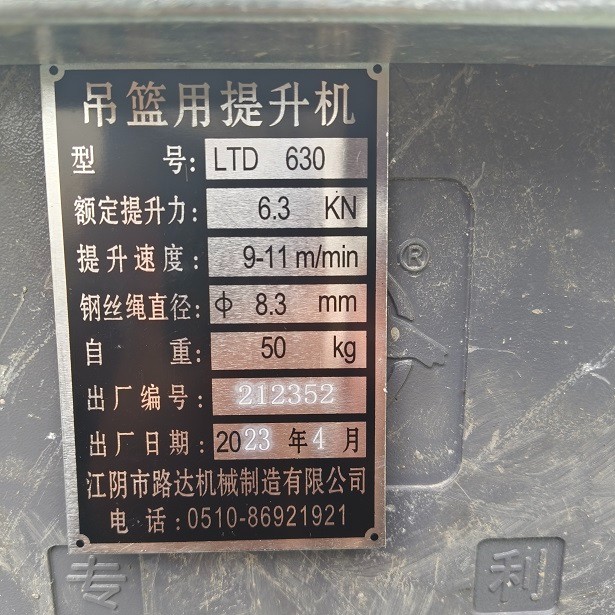 吊篮用提升机
型 号: LTD 630
额定提升力: 6.3 KN
提升速度: 9-11 m/min
钢丝绳直径: Φ 8.3 mm
自 重: 50 kg
出厂编号: 212352
出厂日期: 2023 年 4 月
江阴市路达机械制造有限公司
电 话:0510-86921921
®
专 利